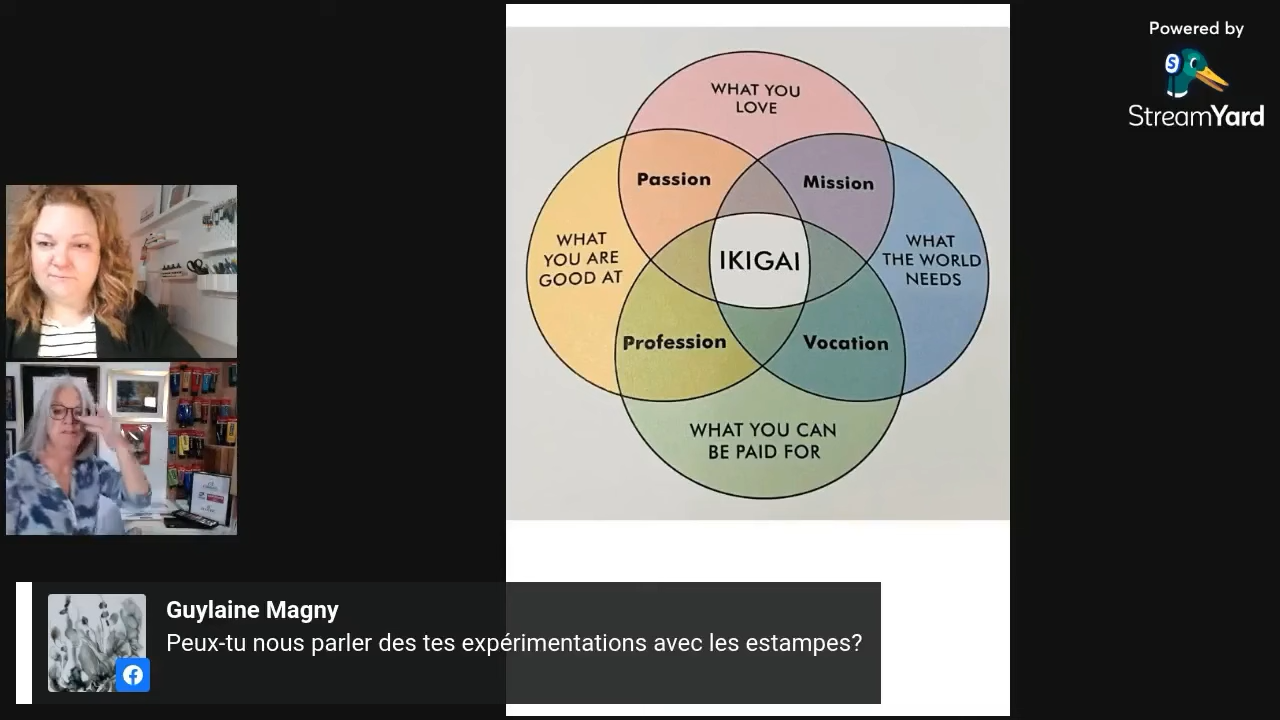 Powered by
StreamYard
WHAT YOU
LOVE
Passion
Mission
WHAT
YOU ARE
GOOD AT
IKIGAI
WHAT
THE WORLD
NEEDS
Profession
Vocation
WHAT YOU CAN
BE PAID FOR
Guylaine Magny
Peux-tu nous parler des tes expérimentations avec les estampes?